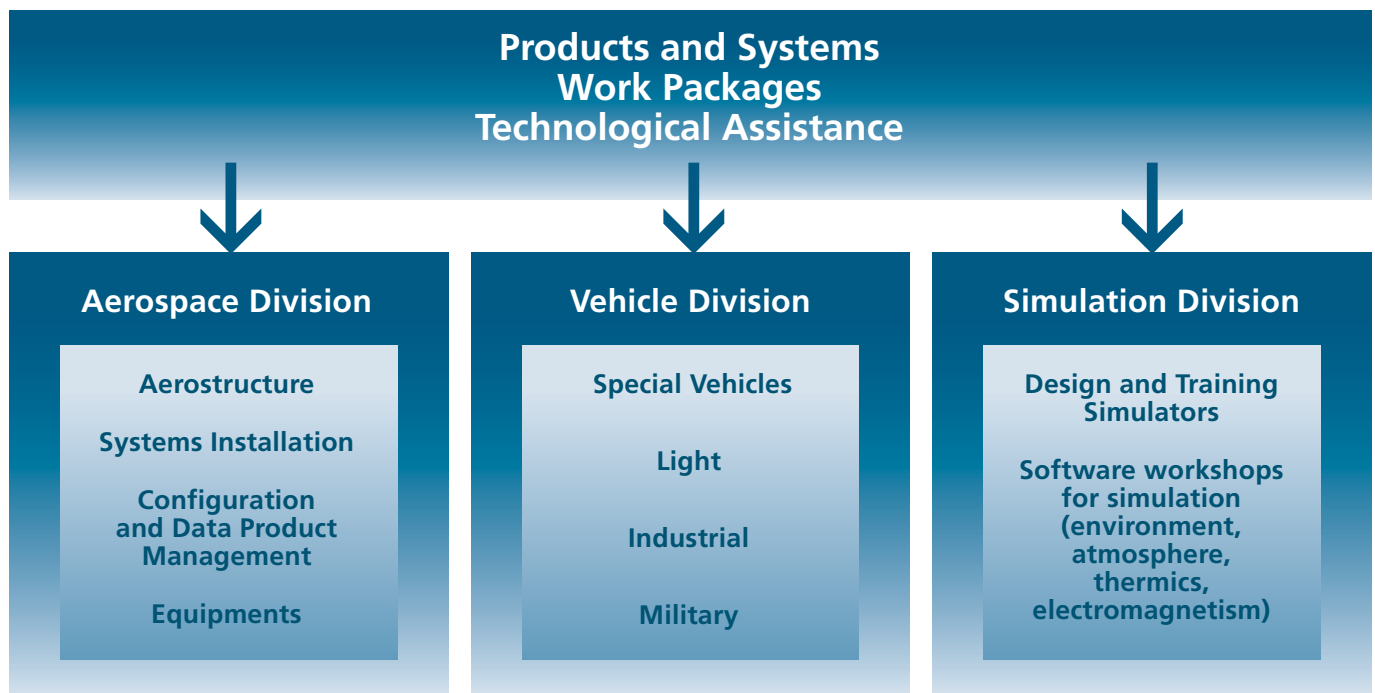 Products and Systems
Work Packages
Technological Assistance
Aerospace Division
Aerostructure
Systems Installation
Configuration
and Data Product
Management
Equipments
Vehicle Division
Special Vehicles
Light
Industrial
Military
Simulation Division
Design and Training
Simulators
Software workshops
for simulation
(environment,
atmosphere,
thermics,
electromagnetism)